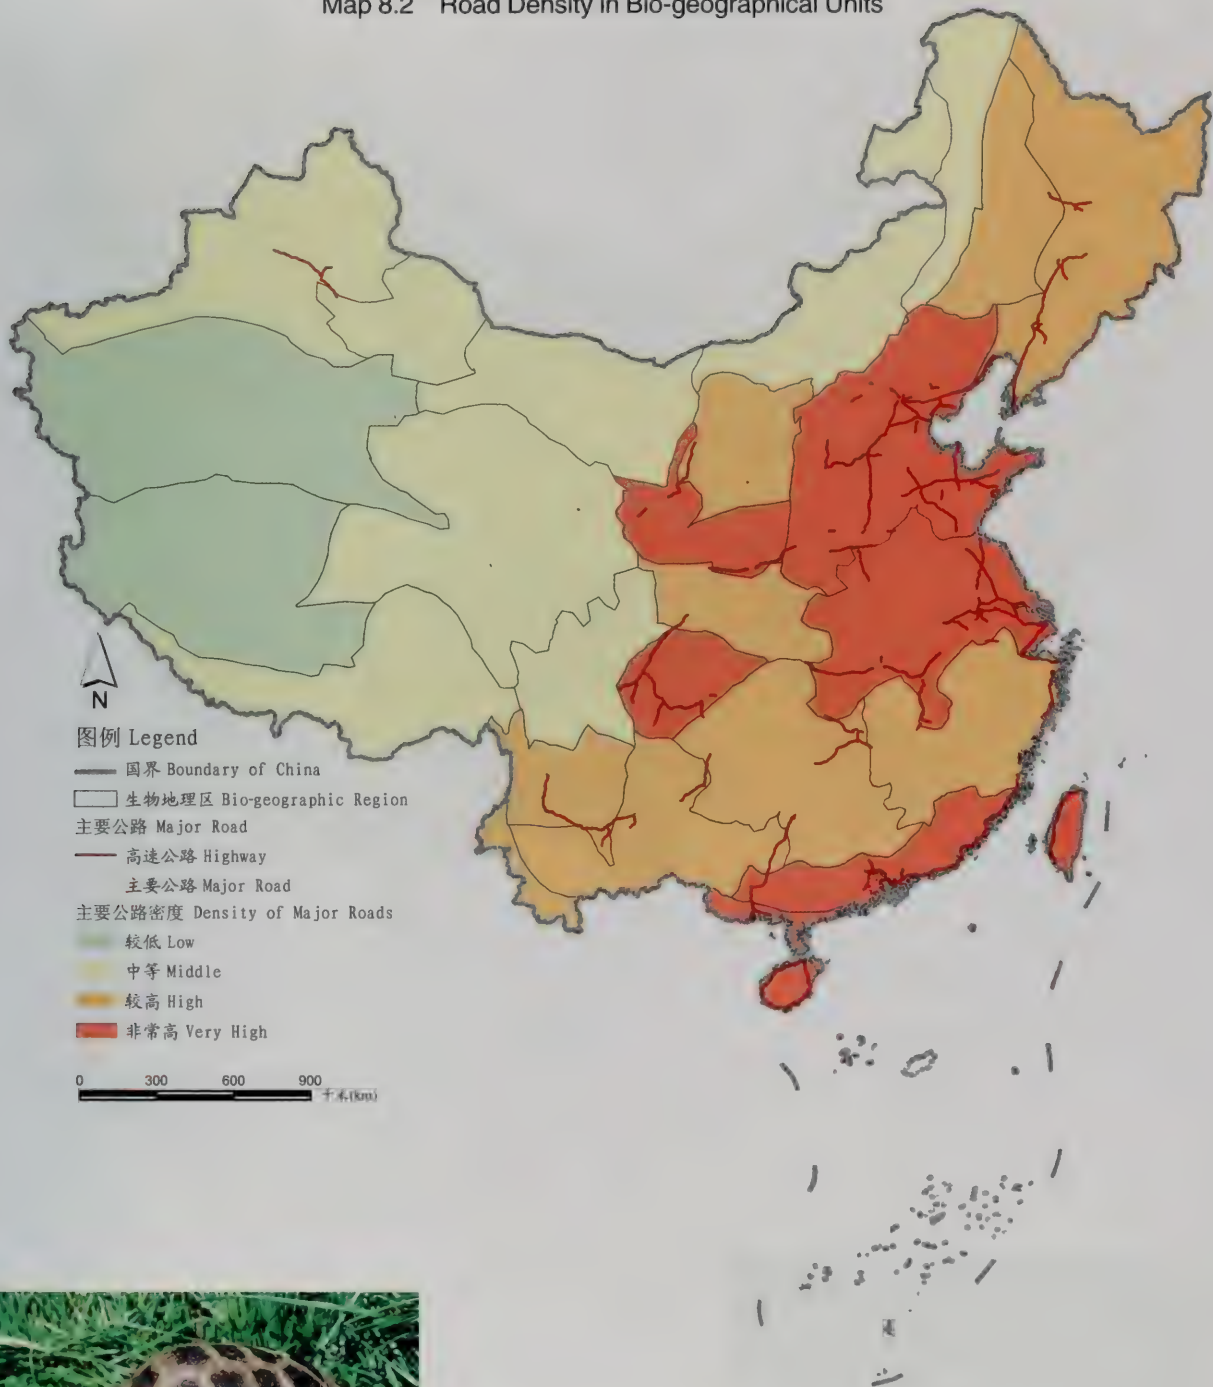 Map 8.2 Road Density in Bio-geographical Units
N
图例 Legend
国界 Boundary of China
生物地理区 Bio-geographic Region
主要公路 Major Road
高速公路 Highway
主要公路 Major Road
主要公路密度 Density of Major Roads
较低 Low
中等 Middle
较高 High
非常高 Very High
0 300 600 900 千米(km)